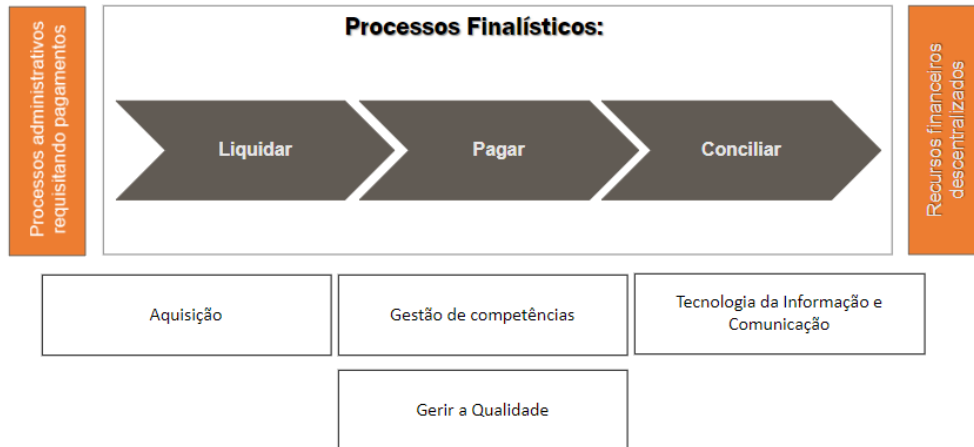 Processos administrativos
requisitando pagamentos
Processos Finalísticos:
Liquidar
Pagar
Conciliar
Recursos financeiros
descentralizados
Aquisição
Gestão de competências
Tecnologia da Informação e
Comunicação
Gerir a Qualidade